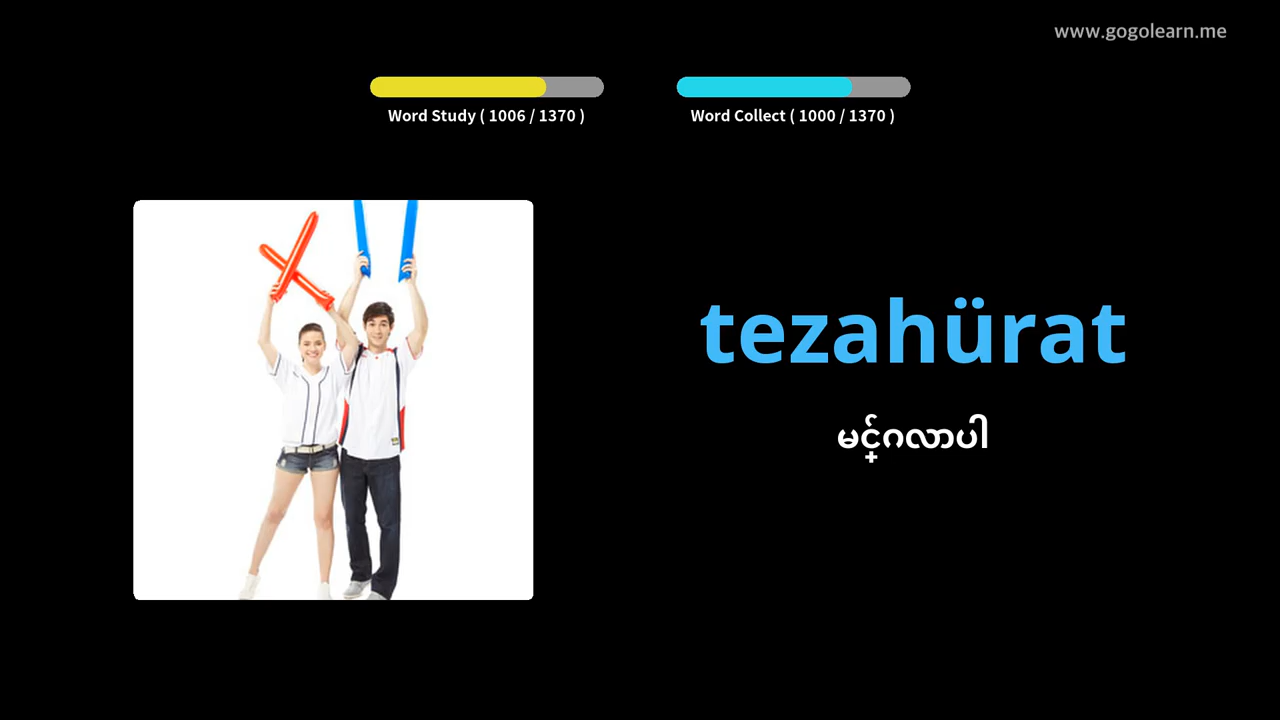 www.gogolearn.me
Word Study ( 1006 / 1370 )
Word Collect ( 1000 / 1370 )
tezahürat
မင်္ဂလာပါ